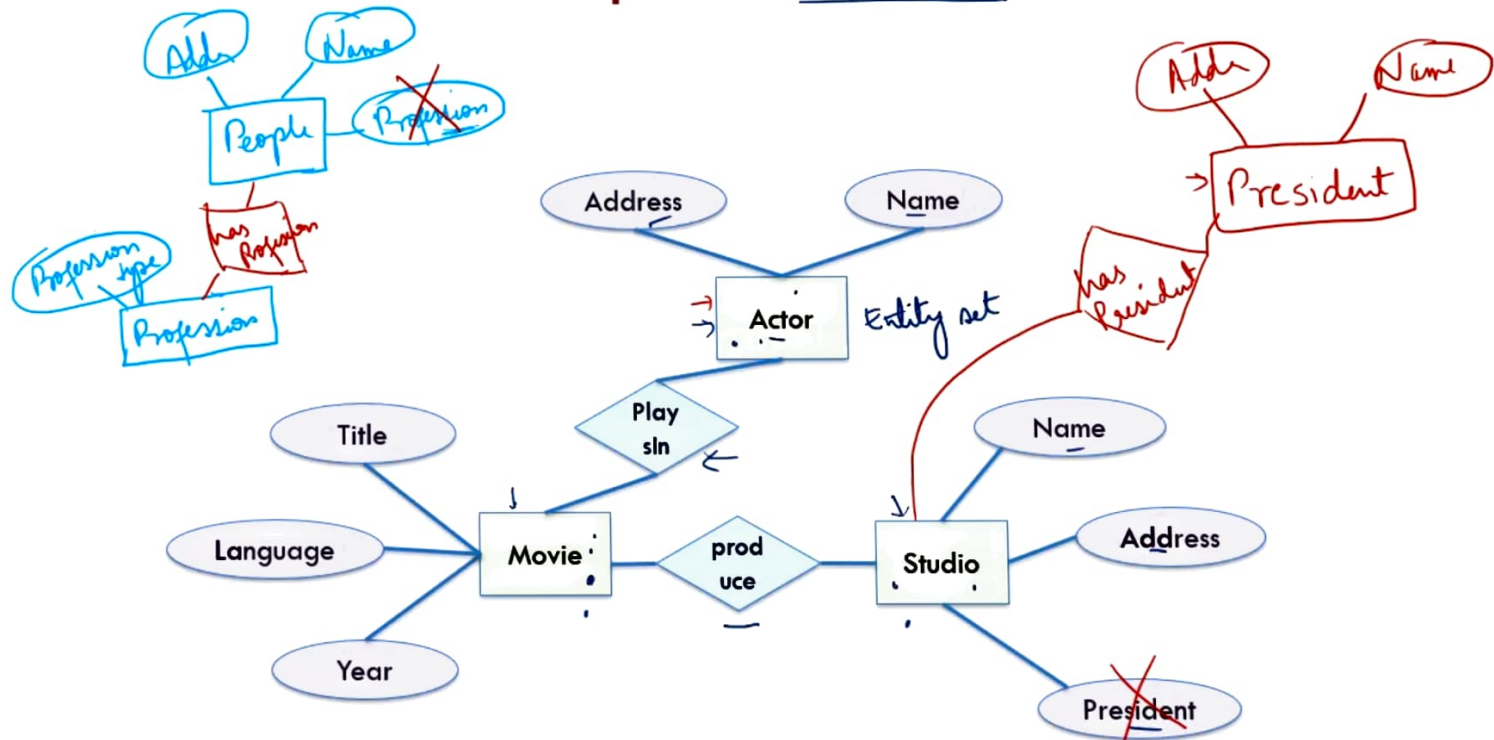 Addr
Name
People
Profession
has
Profession
Profession
type
Profession
Addr
Name
President
has
President
Address
Name
Actor
Entity set
Play
sIn
Title
Language
Year
Movie
prod
uce
Studio
Name
Address
President